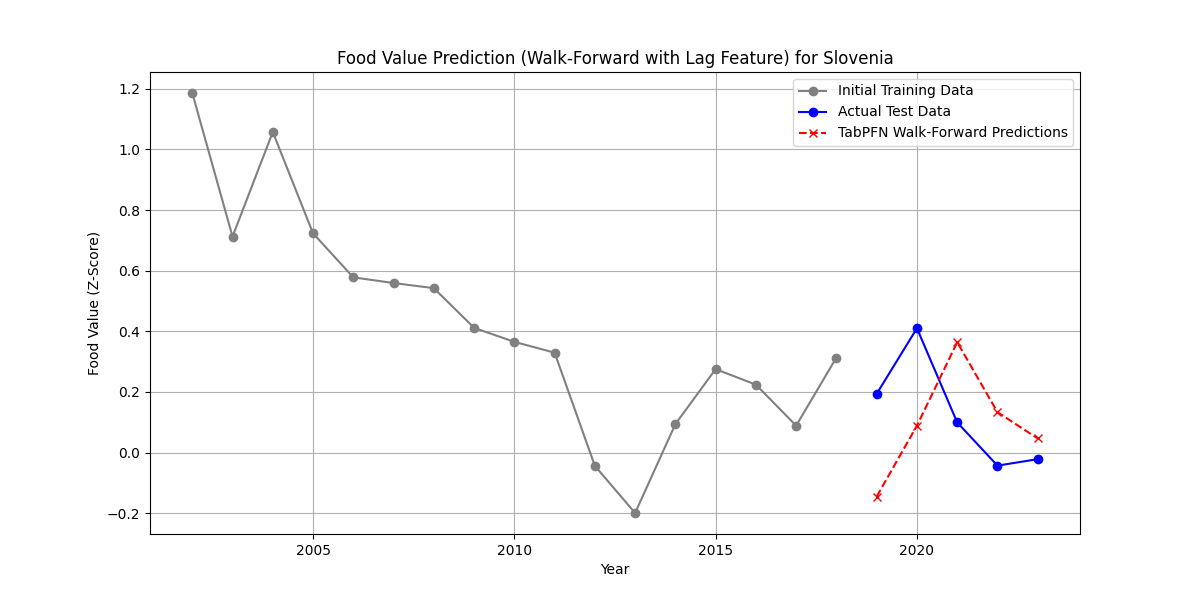 Food Value Prediction (Walk-Forward with Lag Feature) for Slovenia
Initial Training Data
Actual Test Data
TabPFN Walk-Forward Predictions
Food Value (Z-Score)
1.2
1.0
0.8
0.6
0.4
0.2
0.0
−0.2
2005 2010 2015 2020
Year